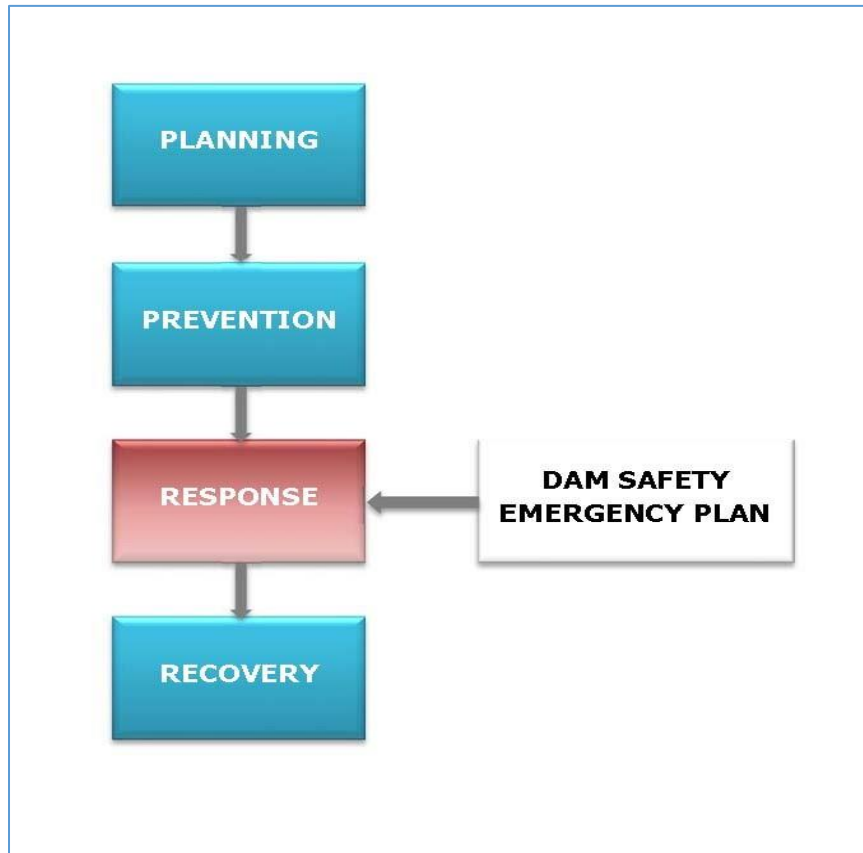 PLANNING
PREVENTION
RESPONSE
DAM SAFETY
EMERGENCY PLAN
RECOVERY